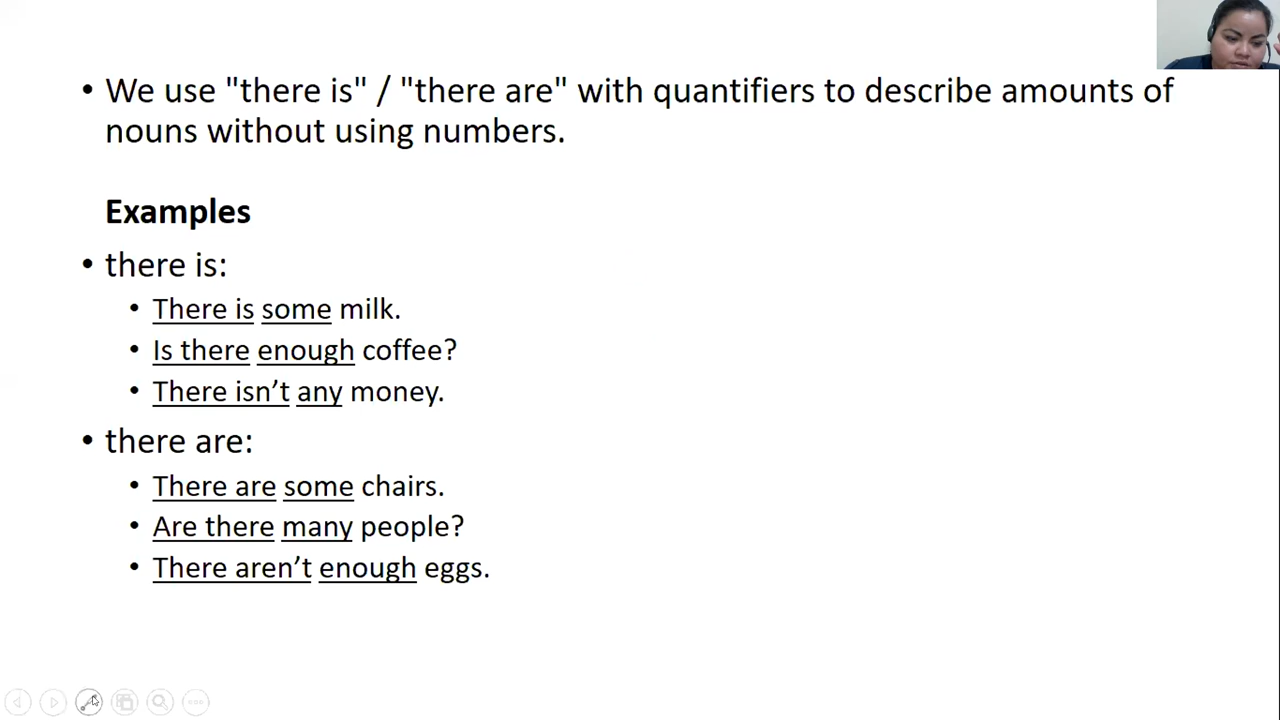 • We use "there is" / "there are" with quantifiers to describe amounts of
nouns without using numbers.
Examples
• there is:
• There is some milk.
• Is there enough coffee?
• There isn’t any money.
• there are:
• There are some chairs.
• Are there many people?
• There aren’t enough eggs.